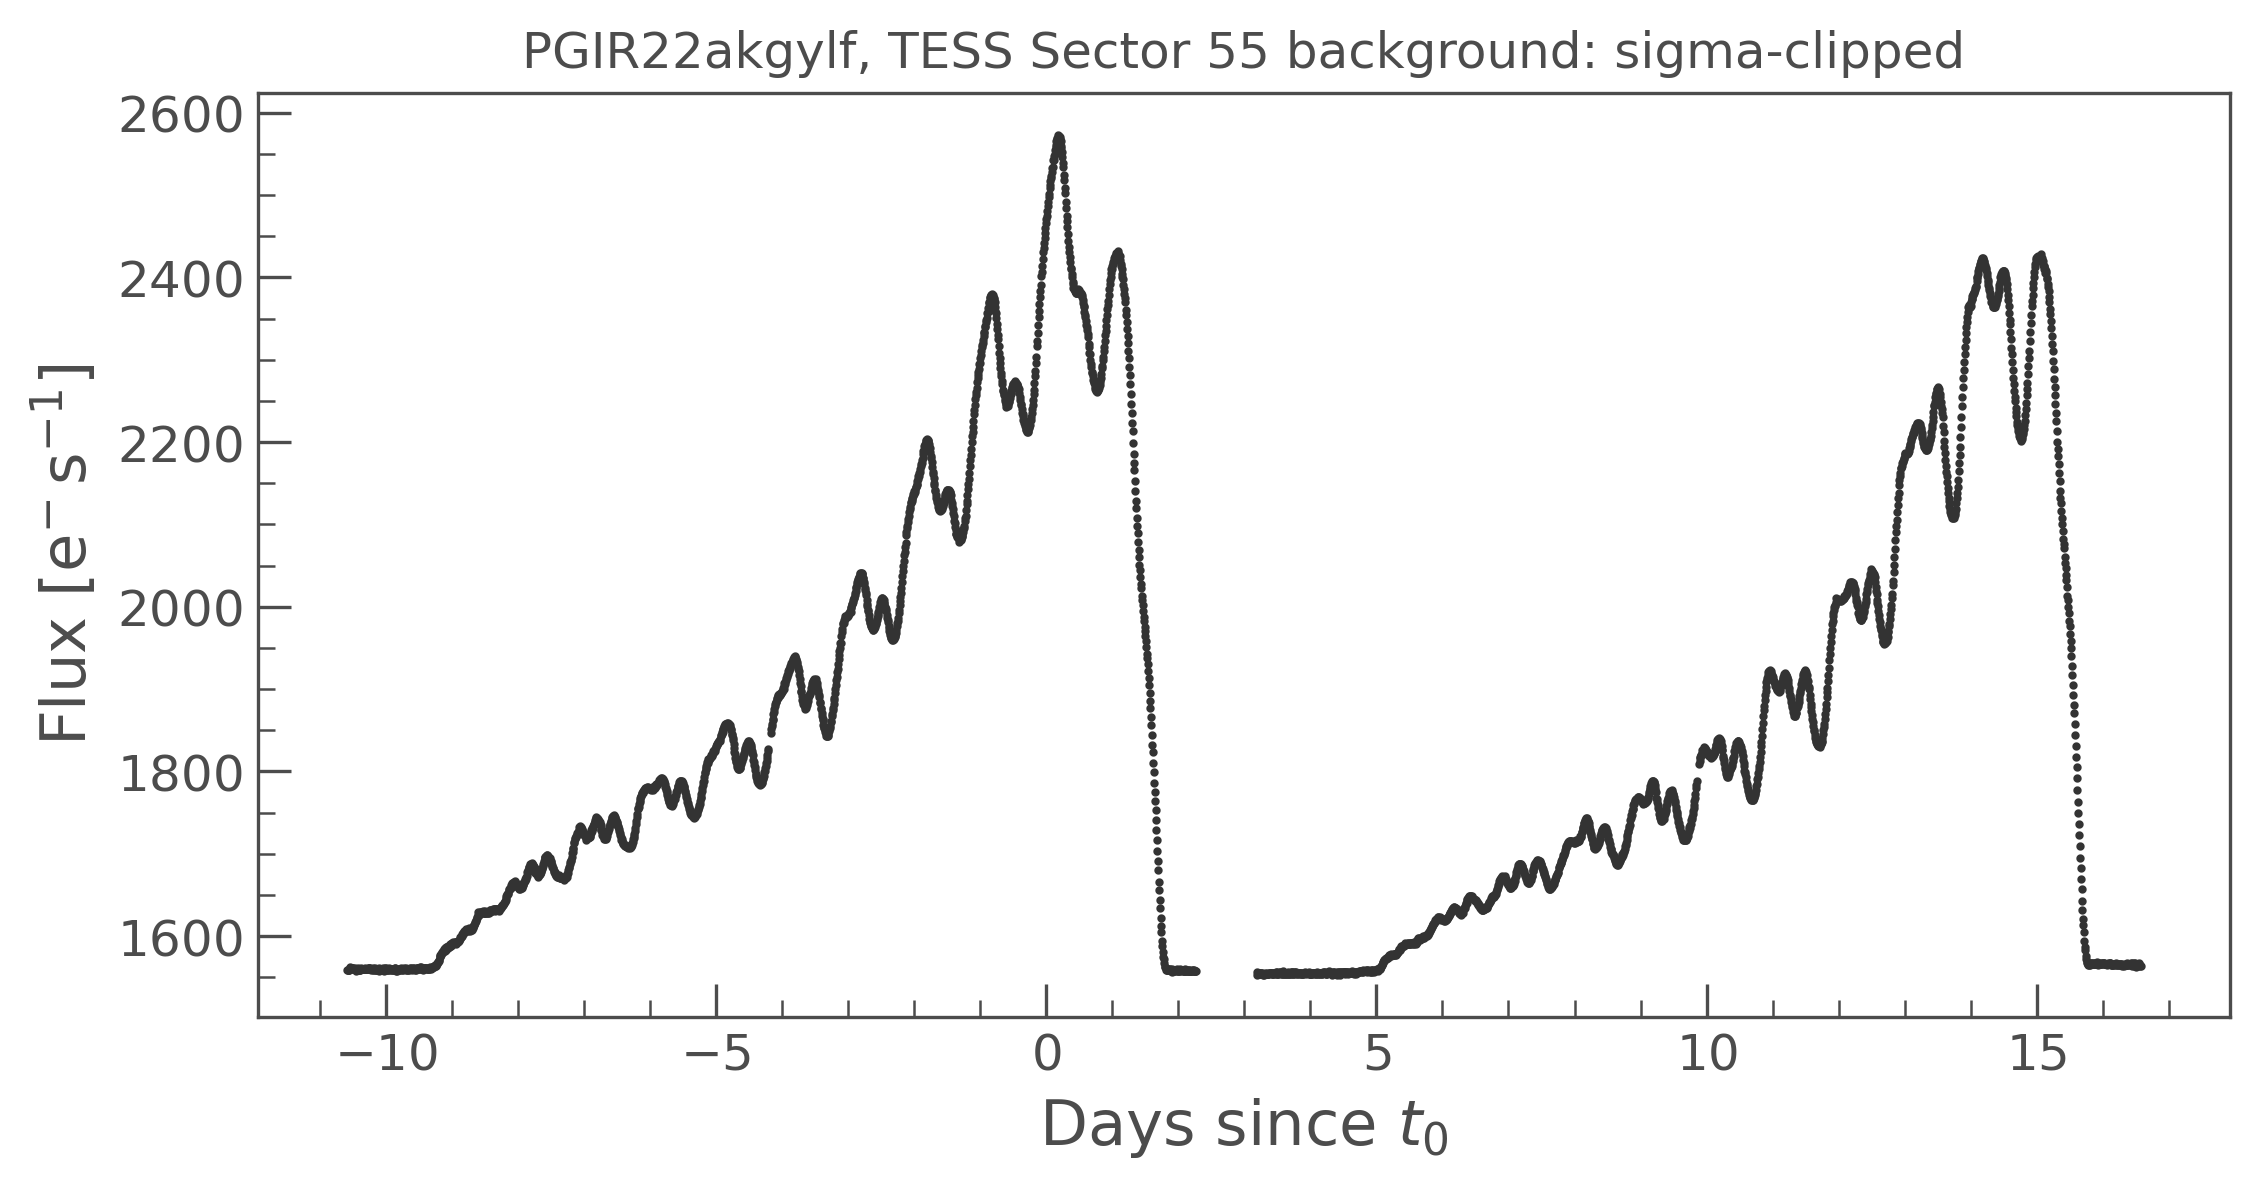 PGIR22akgylf, TESS Sector 55 background: sigma-clipped
2600
2400
2200
2000
1800
1600
Flux [e⁻ s⁻¹]
−10 −5 0 5 10 15
Days since t₀